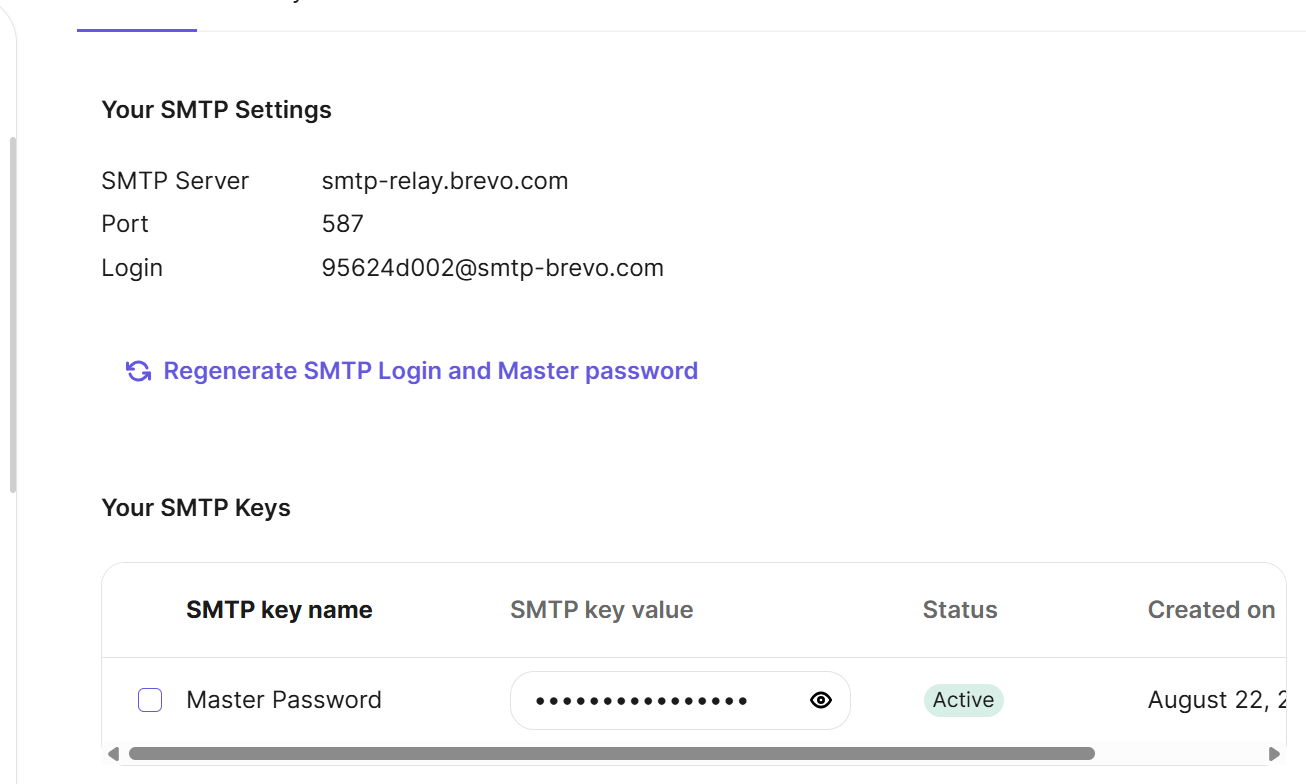 Your SMTP Settings
SMTP Server smtp-relay.brevo.com
Port 587
Login 95624d002@smtp-brevo.com
Regenerate SMTP Login and Master password
Your SMTP Keys
SMTP key name SMTP key value Status Created on
Master Password ••••••••••••••• Active August 22,